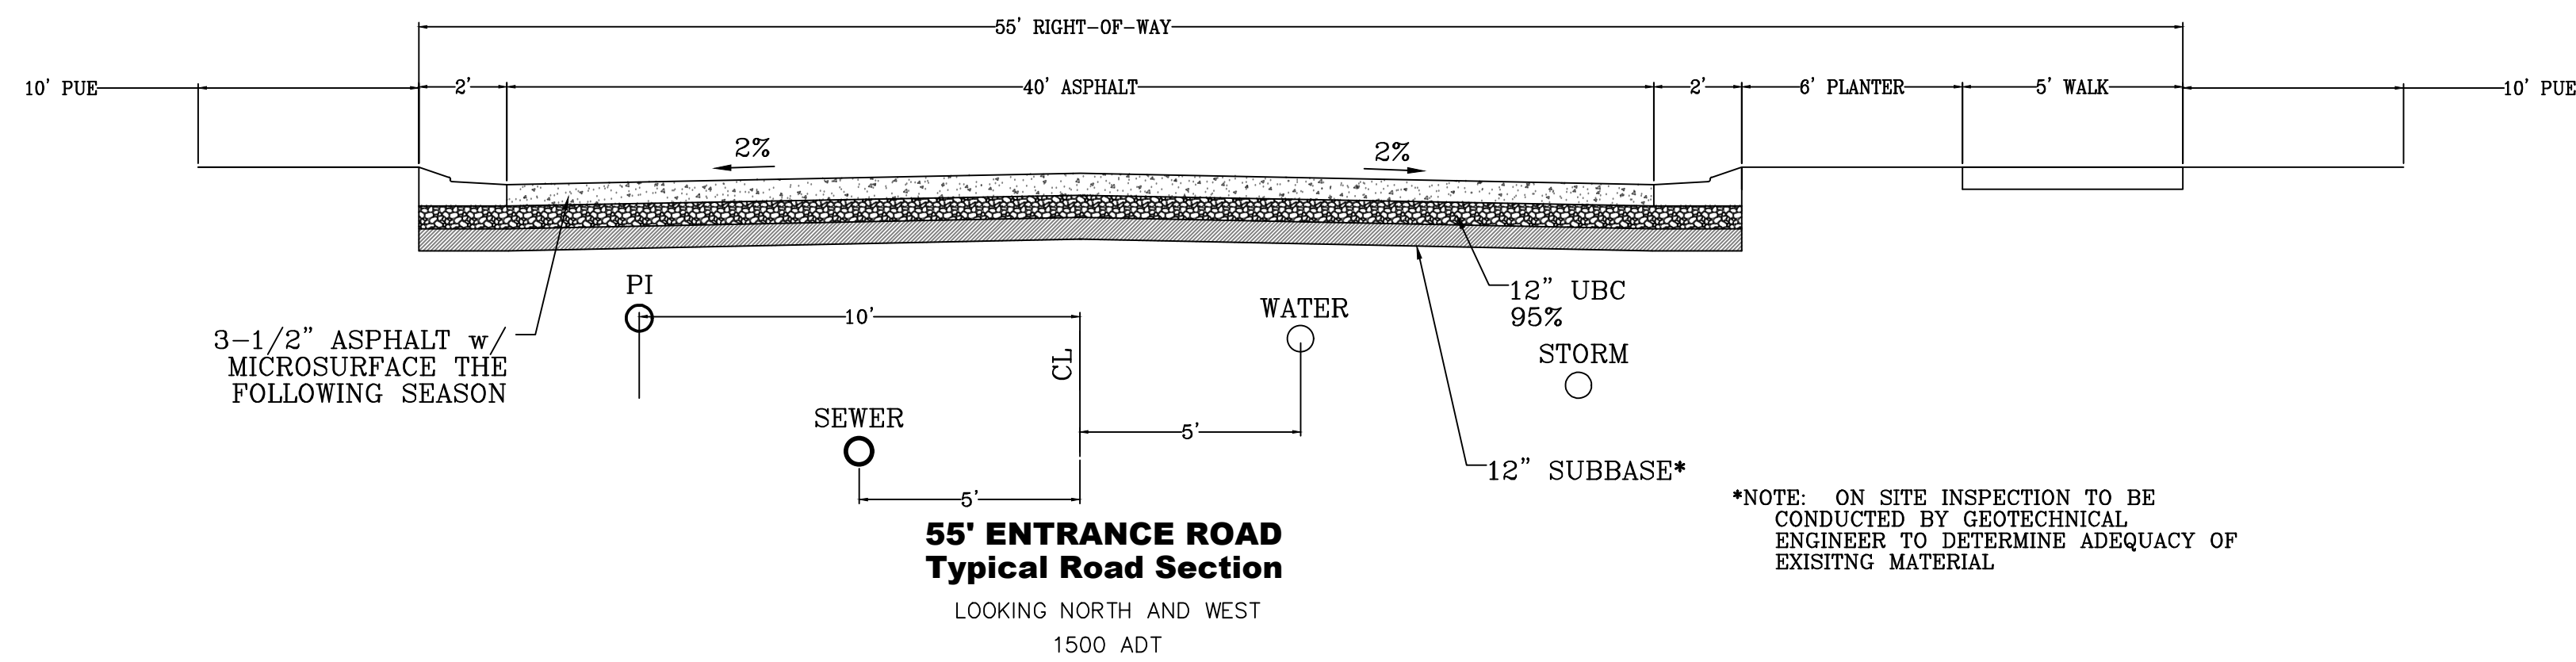 55' RIGHT-OF-WAY
10' PUE
2'
40' ASPHALT
2'
6' PLANTER
5' WALK
10' PUE
2%
2%
PI
10'
CL
WATER
12" UBC
95%
STORM
3-1/2" ASPHALT w/
MICROSURFACE THE
FOLLOWING SEASON
SEWER
5'
5'
12" SUBBASE*
*NOTE: ON SITE INSPECTION TO BE
CONDUCTED BY GEOTECHNICAL
ENGINEER TO DETERMINE ADEQUACY OF
EXISITNG MATERIAL
55' ENTRANCE ROAD
Typical Road Section
LOOKING NORTH AND WEST
1500 ADT